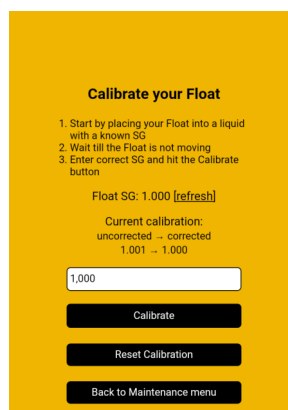 Calibrate your Float
1. Start by placing your Float into a liquid
with a known SG
2. Wait till the Float is not moving
3. Enter correct SG and hit the Calibrate
button
Float SG: 1.000 [refresh]
Current calibration:
uncorrected → corrected
1.001 → 1.000
1,000
Calibrate
Reset Calibration
Back to Maintenance menu